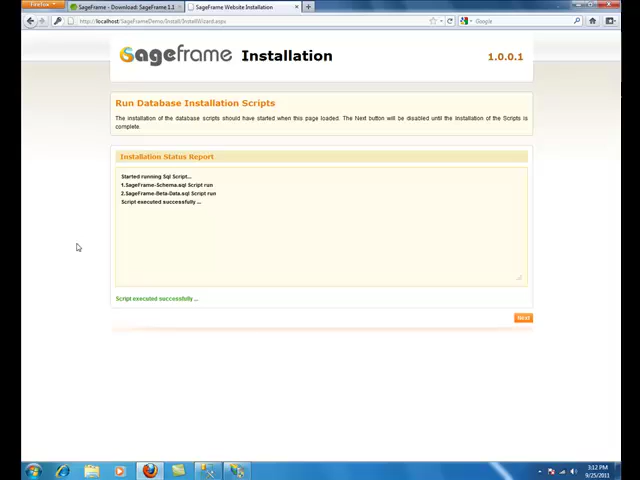 Firefox
SageFrame - Download: SageFrame 1.1
SageFrame Website Installation
http://localhost/SageFrameDemo/Install/InstallWizard.aspx
Google
Sageframe Installation
1.0.0.1
Run Database Installation Scripts
The installation of the database scripts should have started when this page loaded. The Next button will be disabled until the Installation of the Scripts is
complete.
Installation Status Report
Started running Sql Script...
1.SageFrame-Schema.sql Script run
2.SageFrame-Beta-Data.sql Script run
Script executed successfully ...
Script executed successfully ...
Next
3:12 PM
9/25/2011